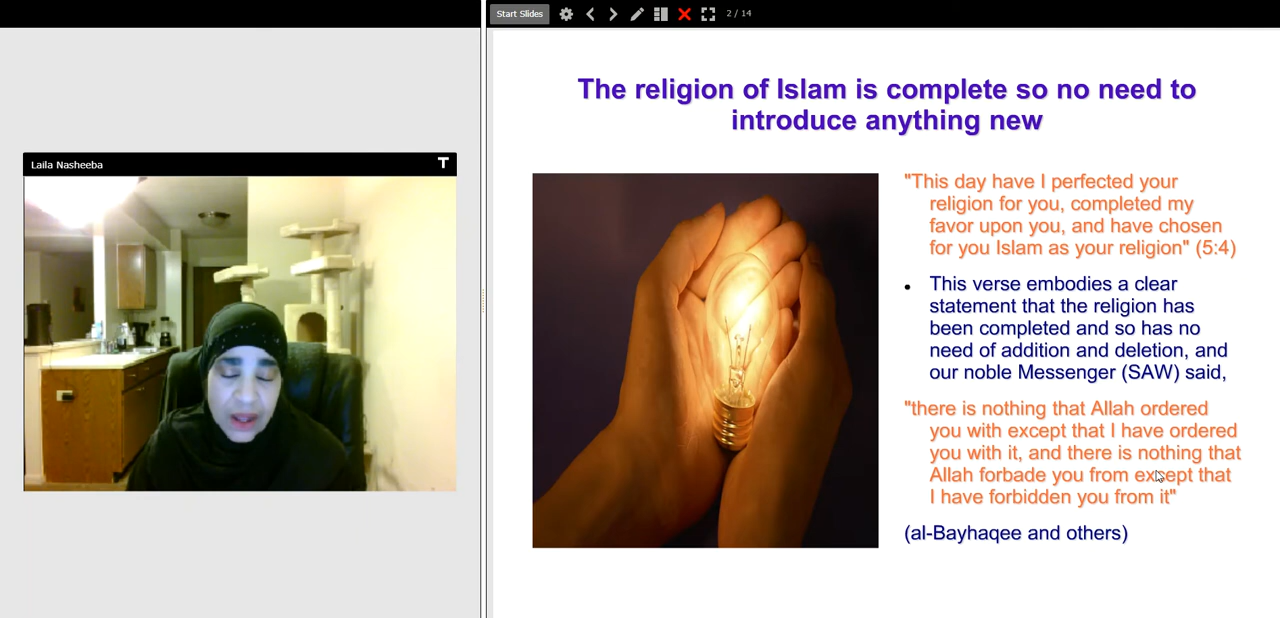 Start Slides
2 / 14
Laila Nasheeba
T
The religion of Islam is complete so no need to
introduce anything new
"This day have I perfected your
religion for you, completed my
favor upon you, and have chosen
for you Islam as your religion" (5:4)
• This verse embodies a clear
statement that the religion has
been completed and so has no
need of addition and deletion, and
our noble Messenger (SAW) said,
"there is nothing that Allah ordered
you with except that I have ordered
you with it, and there is nothing that
Allah forbade you from except that
I have forbidden you from it"
(al-Bayhaqee and others)